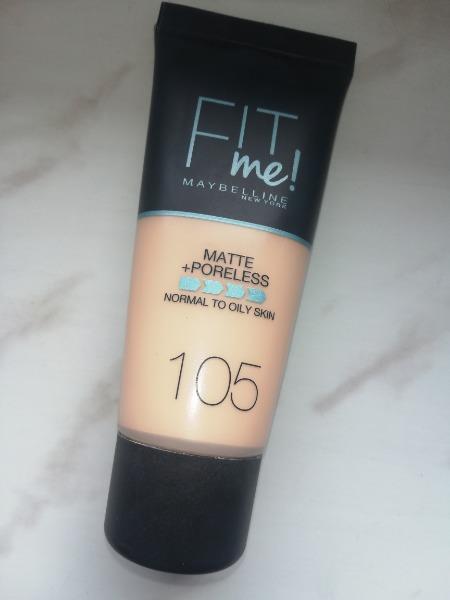 FIT
me!
MAYBELLINE
NEW YORK
MATTE
+PORELESS
NORMAL TO OILY SKIN
105